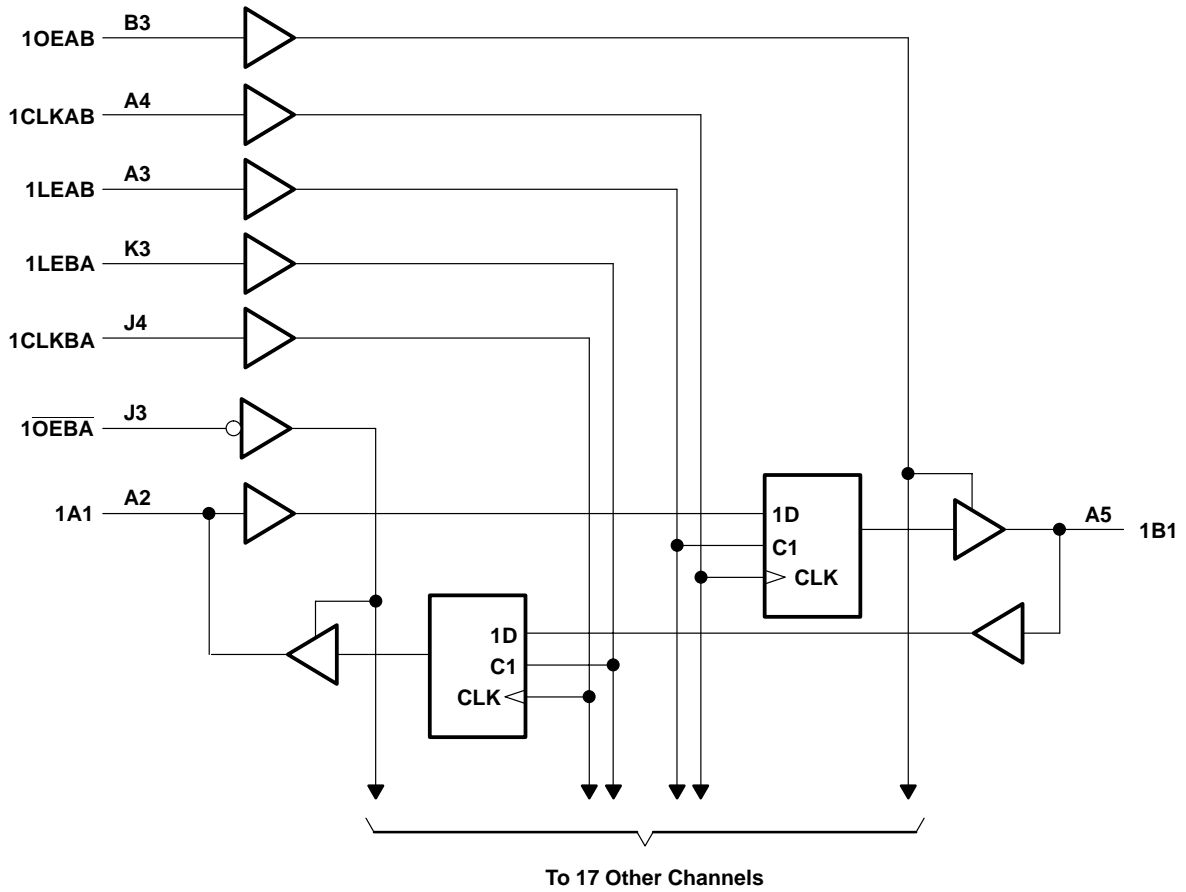 1OEAB B3
1CLKAB A4
1LEAB A3
1LEBA K3
1CLKBA J4
1OEBA J3
1A1 A2
1D
C1
CLK
A5 1B1
1D
C1
CLK
To 17 Other Channels